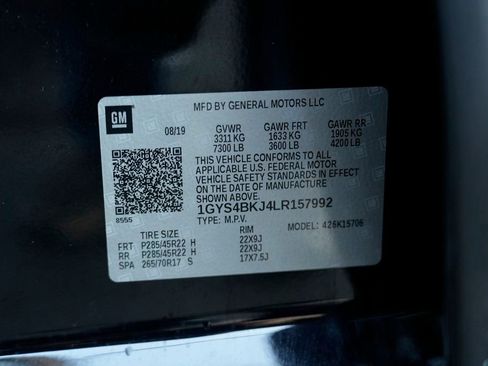 GM
MFD BY GENERAL MOTORS LLC
08/19 GVWR GAWR FRT GAWR RR
3311 KG 1633 KG 1905 KG
7300 LB 3600 LB 4200 LB
THIS VEHICLE CONFORMS TO ALL
APPLICABLE U.S. FEDERAL MOTOR
VEHICLE SAFETY STANDARDS IN EFFECT
ON THE DATE OF MANUFACTURE
SHOWN ABOVE.
1GYS4BKJ4LR157992
8555 TYPE: M.P.V. MODEL: 426K15706
TIRE SIZE RIM
FRT P285/45R22 H 22X9J
RR P285/45R22 H 22X9J
SPA 265/70R17 S 17X7.5J